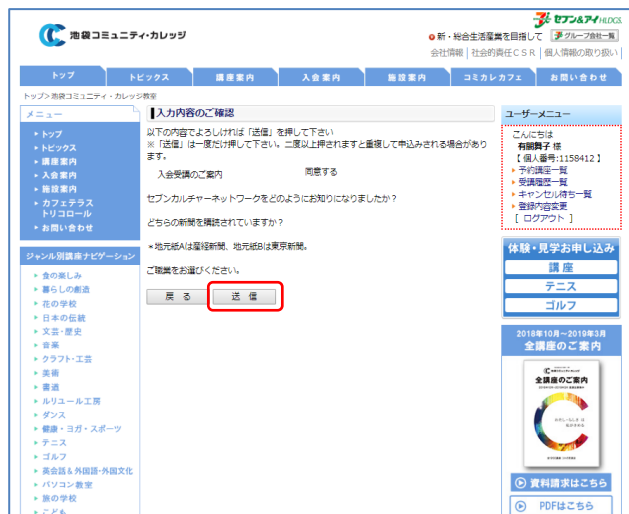 池袋コミュニティ・カレッジ
セブン&アイHLDGS.
新・総合生活産業を目指して
グループ会社一覧
会社情報│社会的責任CSR│個人情報の取り扱い
トップ
トピックス
講座案内
入会案内
施設案内
コミカレカフェ
お問い合わせ
トップ>池袋コミュニティ・カレッジ教室
メニュー
トップ
トピックス
講座案内
入会案内
施設案内
カフェテラス
トリコロール
お問い合わせ
ジャンル別講座ナビゲーション
食の楽しみ
暮らしの創造
花の学校
日本の伝統
文芸・歴史
音楽
クラフト・工芸
美術
書道
ルリユール工房
ダンス
健康・ヨガ・スポーツ
テニス
ゴルフ
英会話&外国語・外国文化
パソコン教室
旅の学校
こども
入力内容のご確認
以下の内容でよろしければ「送信」を押して下さい
※「送信」は一度だけ押して下さい。二度以上押されますと重複して申込みされる場合があり
ます。
入会受講のご案内 同意する
セブンカルチャーネットワークをどのようにお知りになりましたか?
どちらの新聞を購読されていますか?
*地元紙Aは産経新聞、地元紙Bは東京新聞。
ご職業をお選びください。
戻 る
送 信
ユーザーメニュー
こんにちは
有閑舞子 様
【 個人番号:1158412 】
予約講座一覧
受講履歴一覧
キャンセル待ち一覧
登録内容変更
[ ログアウト ]
体験・見学お申し込み
講座
テニス
ゴルフ
2018年10月~2019年3月
全講座のご案内
全講座のご案内
資料請求はこちら
PDFはこちら